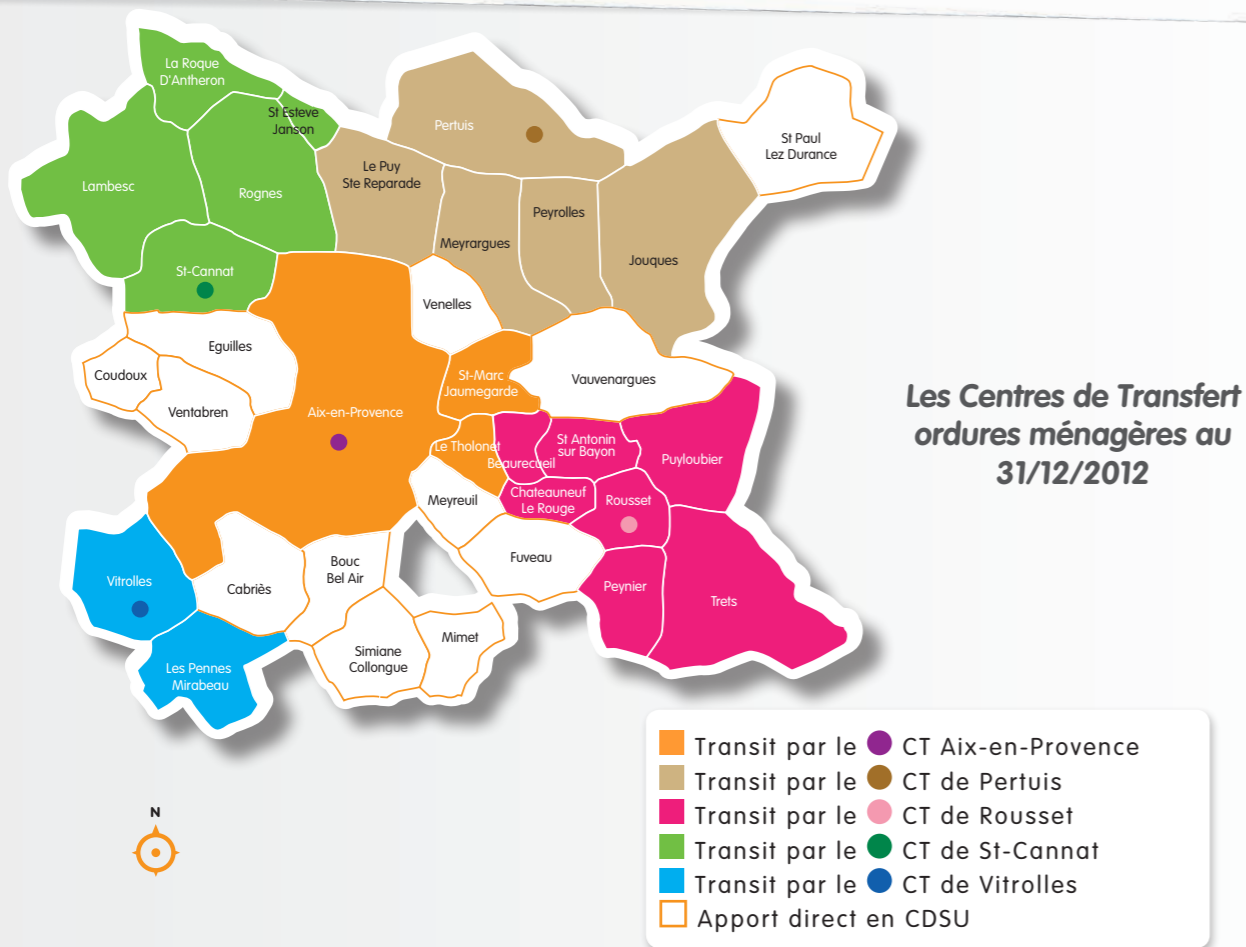 La Roque
D'Antheron
St Esteve
Janson
Pertuis
St Paul
Lez Durance
Le Puy
Ste Reparade
Lambesc
Rognes
Peyrolles
Meyrargues
Jouques
St-Cannat
Venelles
Eguilles
Coudoux
St-Marc
Jaumegarde
Vauvenargues
Ventabren
Aix-en-Provence
Le Tholonet
St Antonin
sur Bayon
Beaurecueil
Puyloubier
Meyreuil
Chateauneuf
Le Rouge
Rousset
Fuveau
Bouc
Bel Air
Vitrolles
Cabriès
Peynier
Trets
Mimet
Simiane
Collongue
Les Pennes
Mirabeau
Les Centres de Transfert
ordures ménagères au
31/12/2012
N
Transit par le CT Aix-en-Provence
Transit par le CT de Pertuis
Transit par le CT de Rousset
Transit par le CT de St-Cannat
Transit par le CT de Vitrolles
Apport direct en CDSU